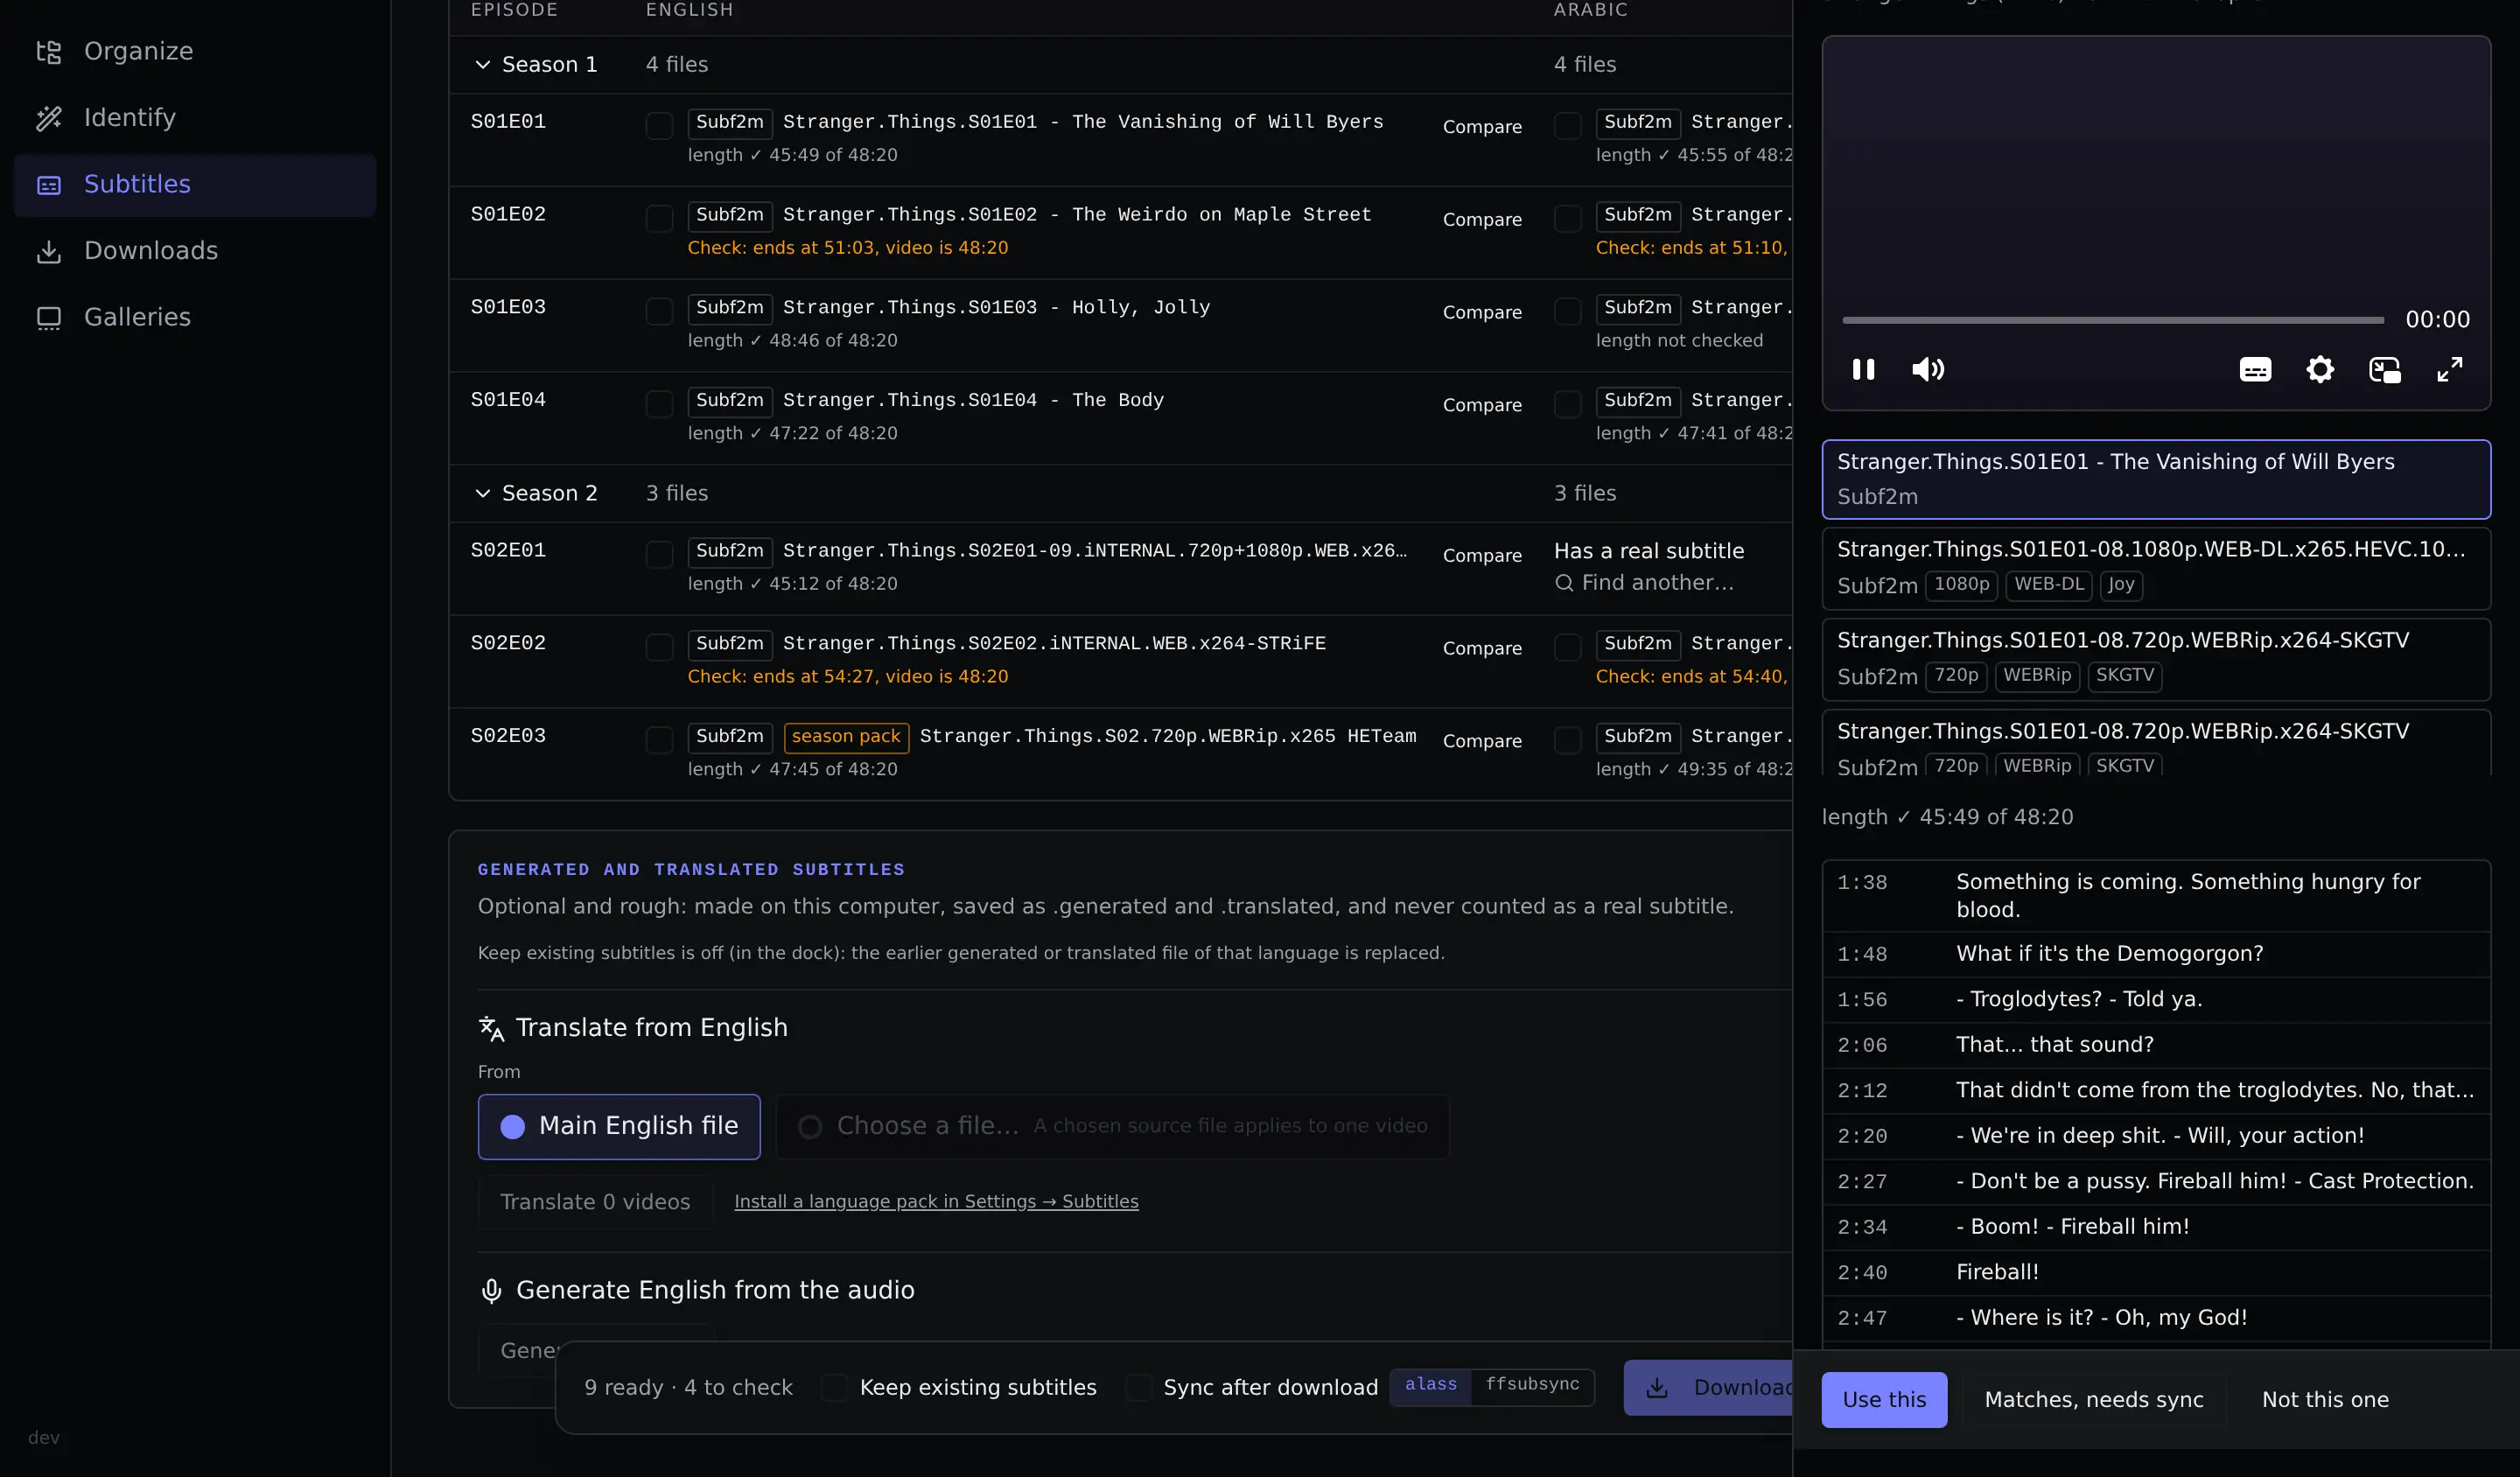 Organize
Identify
Subtitles
Downloads
Galleries
dev
EPISODE ENGLISH ARABIC
Season 1 4 files 4 files
S01E01 Subf2m Stranger.Things.S01E01 - The Vanishing of Will Byers Compare Subf2m Stranger.
length ✓ 45:49 of 48:20 length ✓ 45:55 of 48:2
S01E02 Subf2m Stranger.Things.S01E02 - The Weirdo on Maple Street Compare Subf2m Stranger.
Check: ends at 51:03, video is 48:20 Check: ends at 51:10,
S01E03 Subf2m Stranger.Things.S01E03 - Holly, Jolly Compare Subf2m Stranger.
length ✓ 48:46 of 48:20 length not checked
S01E04 Subf2m Stranger.Things.S01E04 - The Body Compare Subf2m Stranger.
length ✓ 47:22 of 48:20 length ✓ 47:41 of 48:2
Season 2 3 files 3 files
S02E01 Subf2m Stranger.Things.S02E01-09.iNTERNAL.720p+1080p.WEB.x26… Compare Has a real subtitle
length ✓ 45:12 of 48:20 Find another…
S02E02 Subf2m Stranger.Things.S02E02.iNTERNAL.WEB.x264-STRiFE Compare Subf2m Stranger.
Check: ends at 54:27, video is 48:20 Check: ends at 54:40,
S02E03 Subf2m season pack Stranger.Things.S02.720p.WEBRip.x265 HETeam Compare Subf2m Stranger.
length ✓ 47:45 of 48:20 length ✓ 49:35 of 48:2
GENERATED AND TRANSLATED SUBTITLES
Optional and rough: made on this computer, saved as .generated and .translated, and never counted as a real subtitle.
Keep existing subtitles is off (in the dock): the earlier generated or translated file of that language is replaced.
Translate from English
From
Main English file Choose a file… A chosen source file applies to one video
Translate 0 videos Install a language pack in Settings → Subtitles
Generate English from the audio
Gene
9 ready · 4 to check Keep existing subtitles Sync after download alass ffsubsync Downloa
00:00
Stranger.Things.S01E01 - The Vanishing of Will Byers
Subf2m
Stranger.Things.S01E01-08.1080p.WEB-DL.x265.HEVC.10…
Subf2m 1080p WEB-DL Joy
Stranger.Things.S01E01-08.720p.WEBRip.x264-SKGTV
Subf2m 720p WEBRip SKGTV
Stranger.Things.S01E01-08.720p.WEBRip.x264-SKGTV
Subf2m 720p WEBRip SKGTV
length ✓ 45:49 of 48:20
1:38 Something is coming. Something hungry for
blood.
1:48 What if it's the Demogorgon?
1:56 - Troglodytes? - Told ya.
2:06 That... that sound?
2:12 That didn't come from the troglodytes. No, that…
2:20 - We're in deep shit. - Will, your action!
2:27 - Don't be a pussy. Fireball him! - Cast Protection.
2:34 - Boom! - Fireball him!
2:40 Fireball!
2:47 - Where is it? - Oh, my God!
Use this Matches, needs sync Not this one